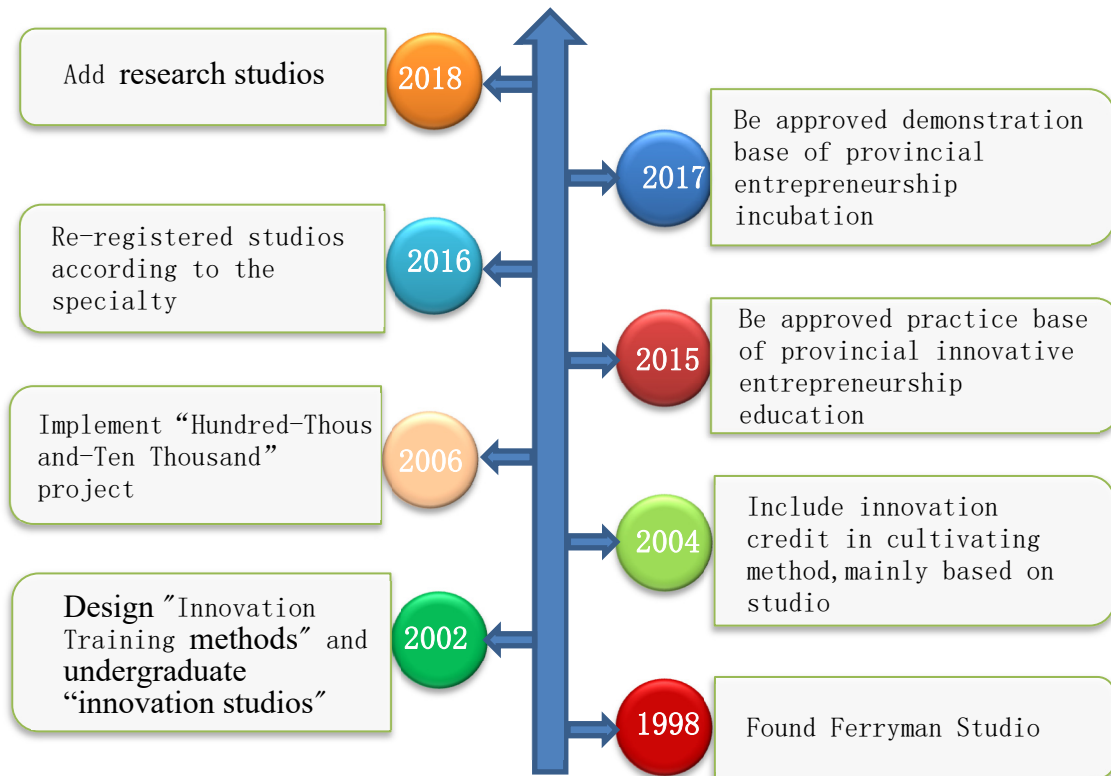 Add research studios
2018
2017
Be approved demonstration
base of provincial
entrepreneurship
incubation
Re-registered studios
according to the
specialty
2016
2015
Be approved practice base
of provincial innovative
entrepreneurship
education
Implement “Hundred-Thous
and-Ten Thousand”
project
2006
2004
Include innovation
credit in cultivating
method,mainly based on
studio
Design ″Innovation
Training methods″ and
undergraduate
“innovation studios″
2002
1998
Found Ferryman Studio